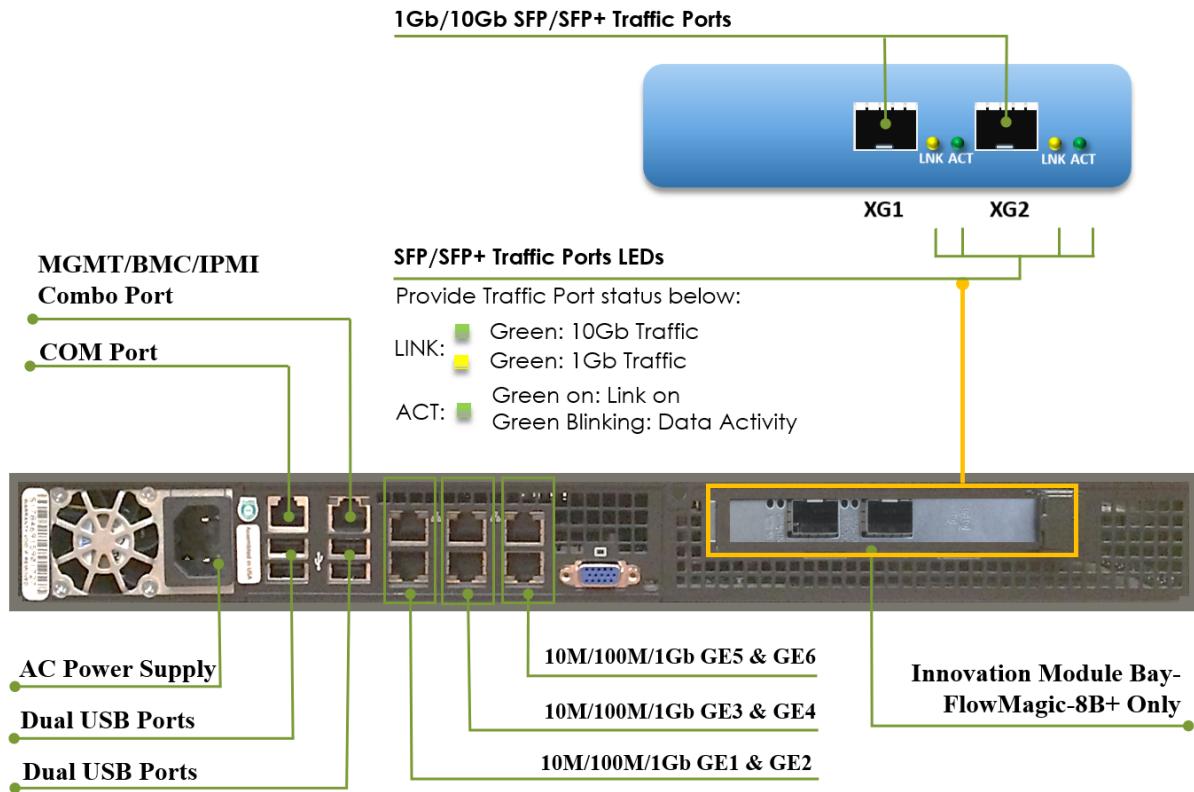 1Gb/10Gb SFP/SFP+ Traffic Ports
LNK ACT
LNK ACT
XG1
XG2
SFP/SFP+ Traffic Ports LEDs
Provide Traffic Port status below:
LINK:
Green: 10Gb Traffic
Green: 1Gb Traffic
ACT:
Green on: Link on
Green Blinking: Data Activity
MGMT/BMC/IPMI
Combo Port
COM Port
AC Power Supply
Dual USB Ports
Dual USB Ports
10M/100M/1Gb GE5 & GE6
10M/100M/1Gb GE3 & GE4
10M/100M/1Gb GE1 & GE2
Innovation Module Bay-
FlowMagic-8B+ Only